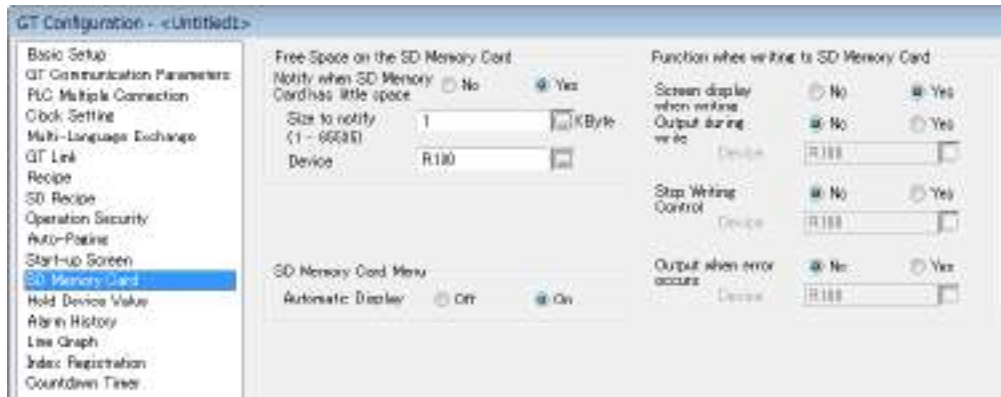 GT Configuration - <Untitled1>
Basic Setup
GT Communication Parameters
PLC Multiple Connection
Clock Setting
Multi-Language Exchange
GT Link
Recipe
SD Recipe
Operation Security
Auto-Paging
Start-up Screen
SD Memory Card
Hold Device Value
Alarm History
Line Graph
Index Registration
Countdown Timer
Free Space on the SD Memory Card
Notify when SD Memory Card has little space
No Yes
Size to notify (1 - 65535)
1 ... KByte
Device R100 ...
SD Memory Card Menu
Automatic Display Off On
Function when writing to SD Memory Card
Screen display when writing
No Yes
Output during write
No Yes
Device R100
Stop Writing Control
No Yes
Device R100
Output when error occurs
No Yes
Device R100